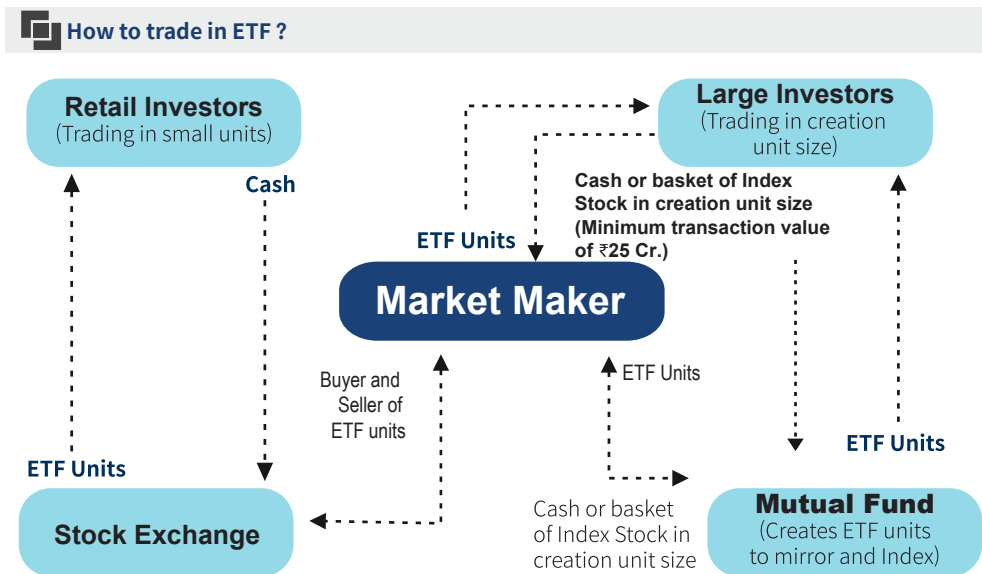 How to trade in ETF ?
Retail Investors
(Trading in small units)
Large Investors
(Trading in creation
unit size)
Cash
Cash or basket of Index
Stock in creation unit size
(Minimum transaction value
of ₹25 Cr.)
ETF Units
Market Maker
Buyer and
Seller of
ETF units
ETF Units
ETF Units
ETF Units
Stock Exchange
Cash or basket
of Index Stock in
creation unit size
Mutual Fund
(Creates ETF units
to mirror and Index)